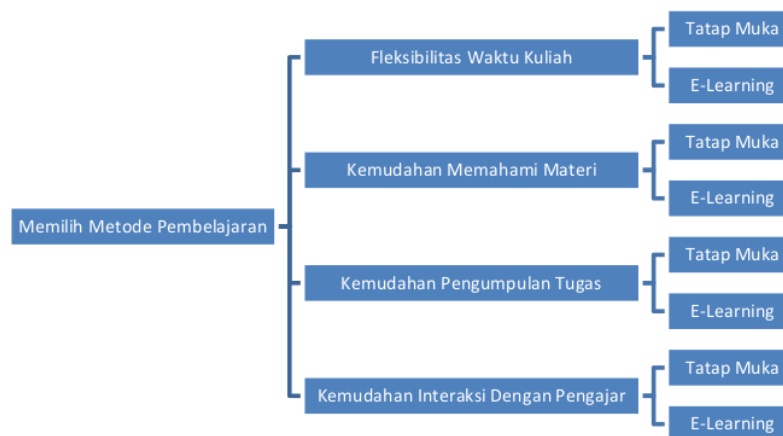 Memilih Metode Pembelajaran
Fleksibilitas Waktu Kuliah
Tatap Muka
E-Learning
Kemudahan Memahami Materi
Tatap Muka
E-Learning
Kemudahan Pengumpulan Tugas
Tatap Muka
E-Learning
Kemudahan Interaksi Dengan Pengajar
Tatap Muka
E-Learning